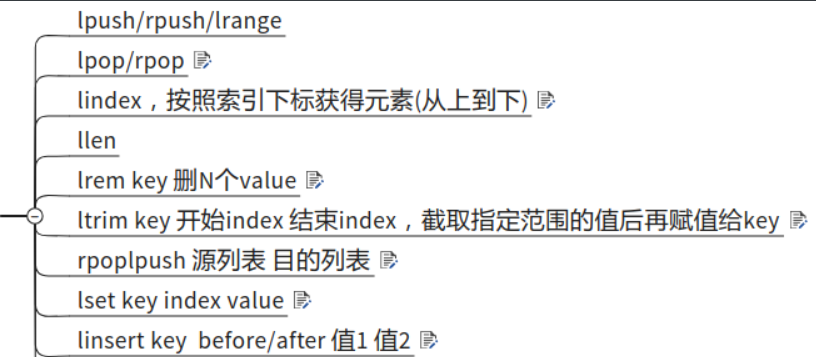 lpush/rpush/lrange
lpop/rpop
lindex，按照索引下标获得元素(从上到下)
llen
lrem key 删N个value
ltrim key 开始index 结束index，截取指定范围的值后再赋值给key
rpoplpush 源列表 目的列表
lset key index value
linsert key  before/after 值1 值2